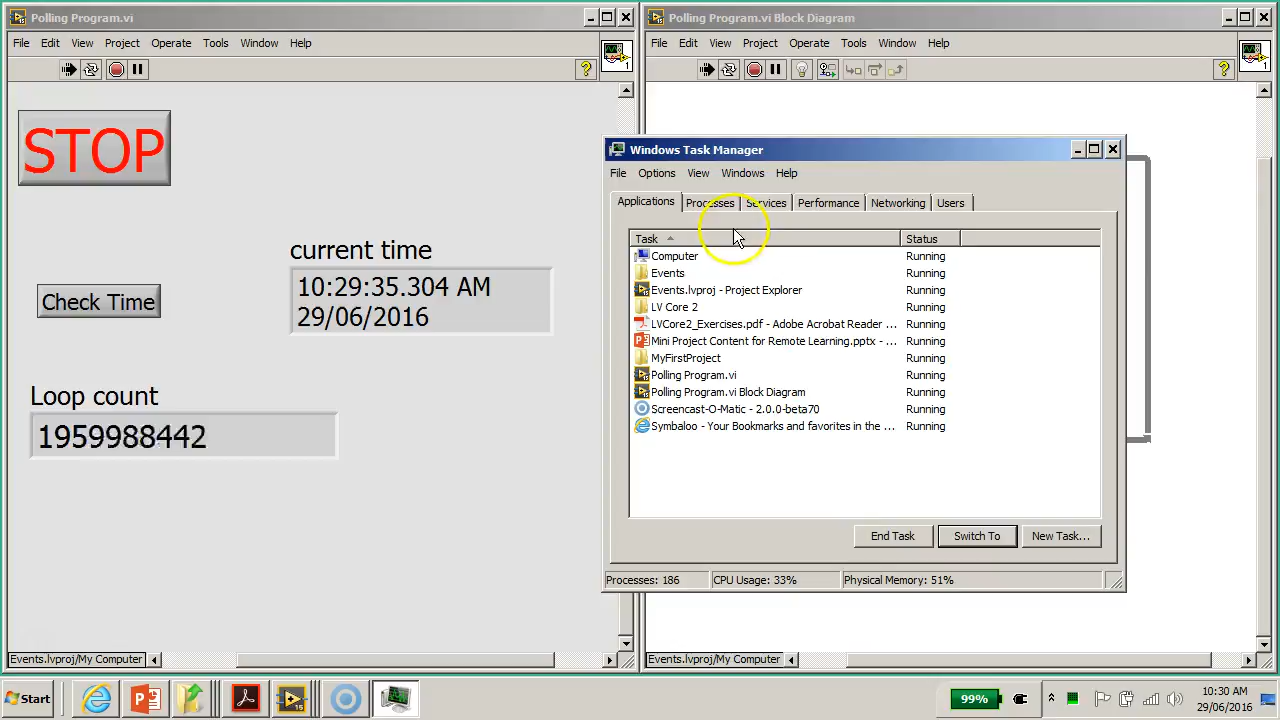 Polling Program.vi
File Edit View Project Operate Tools Window Help
1
STOP
current time
10:29:35.304 AM
29/06/2016
Check Time
Loop count
1959988442
Events.lvproj/My Computer
Polling Program.vi Block Diagram
File Edit View Project Operate Tools Window Help
1
Windows Task Manager
File Options View Windows Help
Applications Processes Services Performance Networking Users
Task Status
Computer Running
Events Running
Events.lvproj - Project Explorer Running
LV Core 2 Running
LVCore2_Exercises.pdf - Adobe Acrobat Reader ... Running
Mini Project Content for Remote Learning.pptx - ... Running
MyFirstProject Running
Polling Program.vi Running
Polling Program.vi Block Diagram Running
Screencast-O-Matic - 2.0.0-beta70 Running
Symbaloo - Your Bookmarks and favorites in the ... Running
End Task Switch To New Task...
Processes: 186 CPU Usage: 33% Physical Memory: 51%
Events.lvproj/My Computer
Start
99%
10:30 AM
29/06/2016